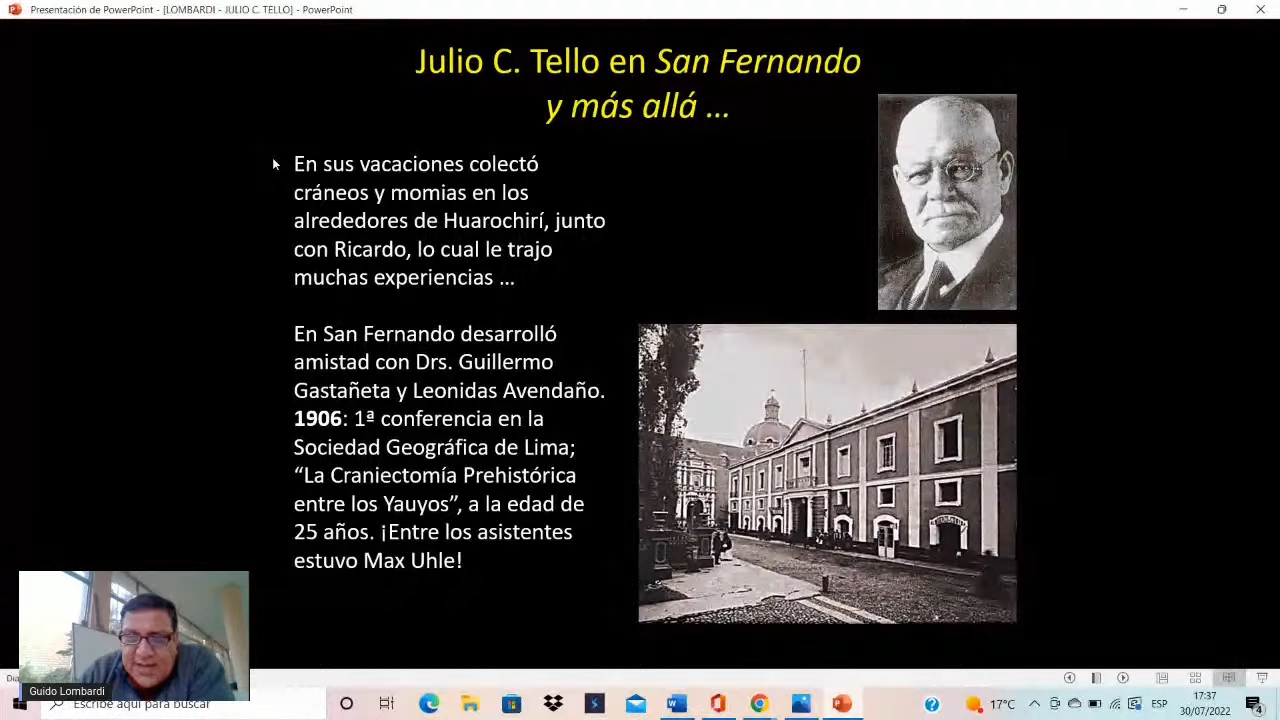 Presentación de PowerPoint - [LOMBARDI - JULIO C. TELLO] - PowerPoint
Julio C. Tello en San Fernando
y más allá ...
En sus vacaciones colectó
cráneos y momias en los
alrededores de Huarochirí, junto
con Ricardo, lo cual le trajo
muchas experiencias ...
En San Fernando desarrolló
amistad con Drs. Guillermo
Gastañeta y Leonidas Avendaño.
1906: 1ª conferencia en la
Sociedad Geográfica de Lima;
“La Craniectomía Prehistórica
entre los Yauyos”, a la edad de
25 años. ¡Entre los asistentes
estuvo Max Uhle!
Guido Lombardi
Escribe aquí para buscar
17°C
ESP
17:37
30/07/2022
4